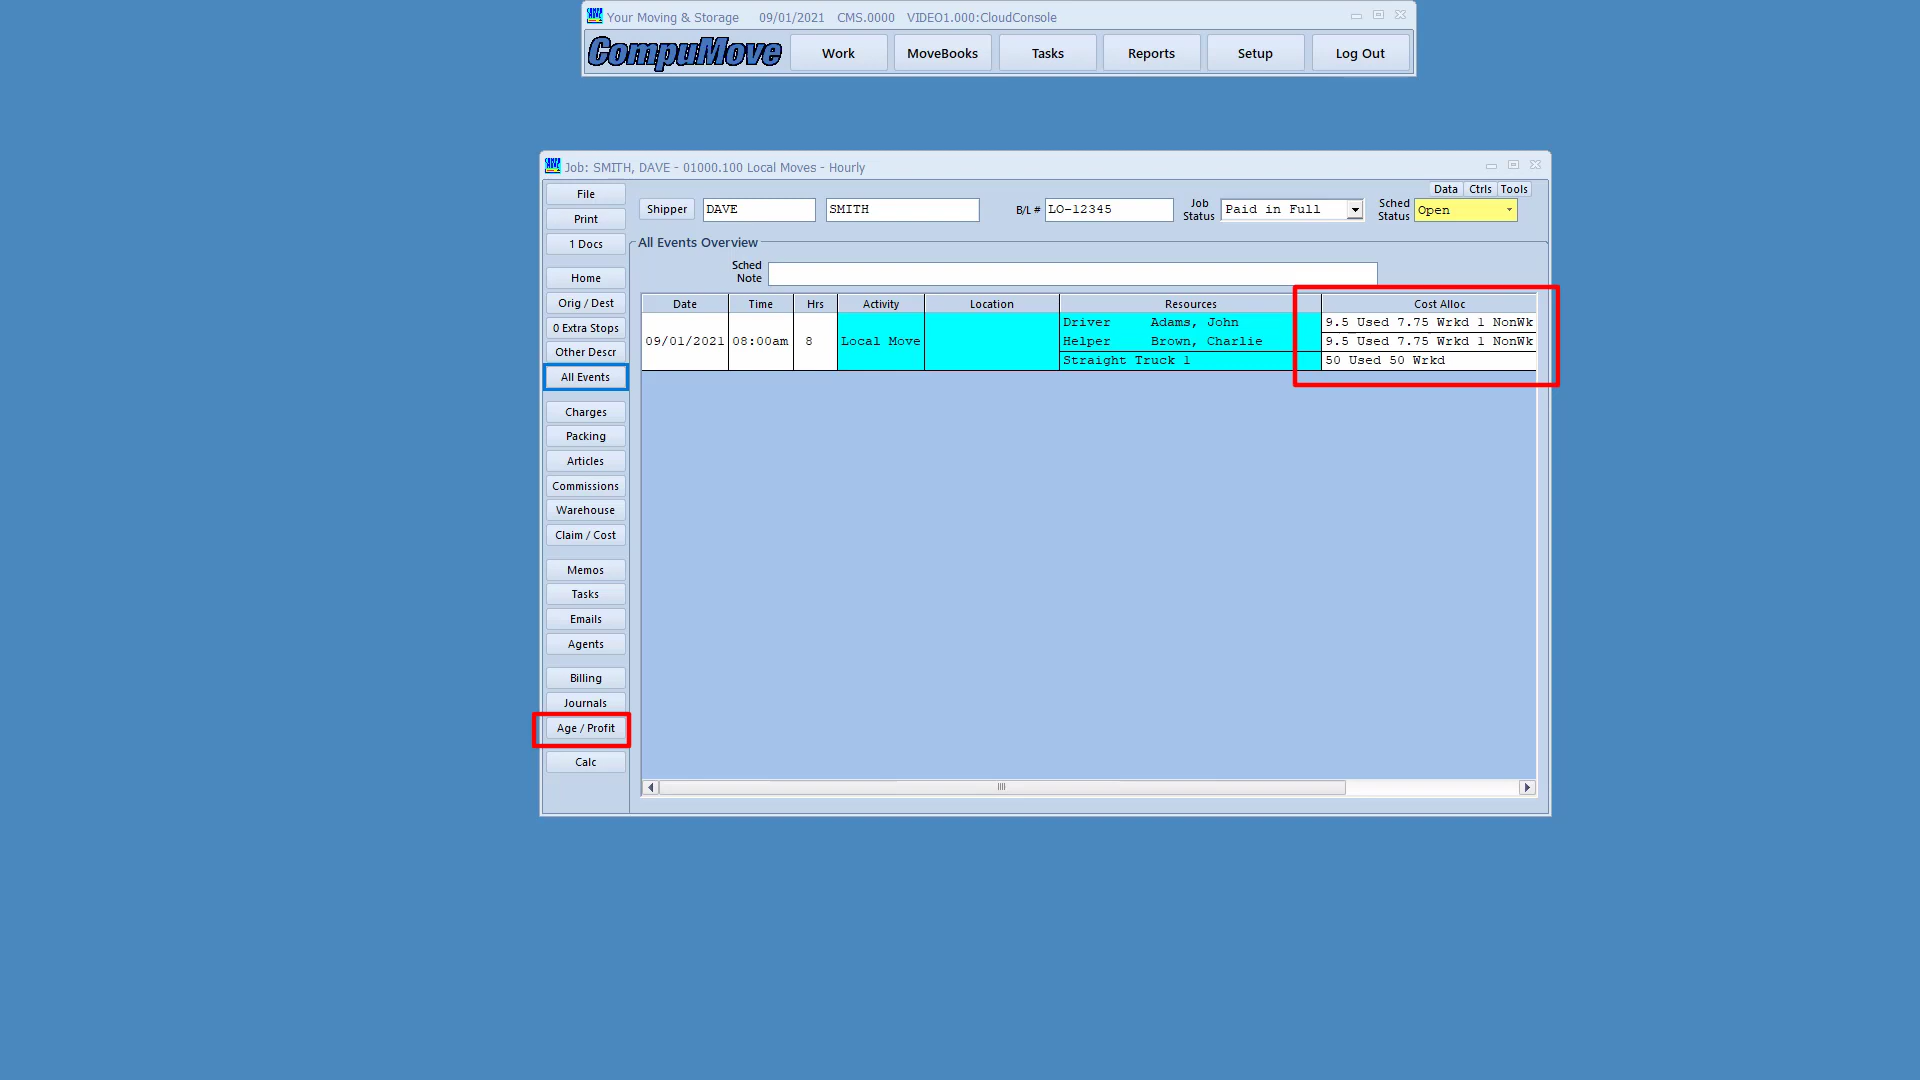 Your Moving & Storage 09/01/2021 CMS.0000 VIDEO1.000:CloudConsole
CompuMove Work MoveBooks Tasks Reports Setup Log Out
Job: SMITH, DAVE - 01000.100 Local Moves - Hourly
Data Ctrls Tools
Shipper DAVE SMITH B/L # LO-12345 Job Status Paid in Full Sched Status Open
File
Print
1 Docs
Home
Orig / Dest
0 Extra Stops
Other Descr
All Events
Charges
Packing
Articles
Commissions
Warehouse
Claim / Cost
Memos
Tasks
Emails
Agents
Billing
Journals
Age / Profit
Calc
All Events Overview
Sched Note
Date Time Hrs Activity Location Resources Cost Alloc
09/01/2021 08:00am 8 Local Move
Driver Adams, John 9.5 Used 7.75 Wrkd 1 NonWk
Helper Brown, Charlie 9.5 Used 7.75 Wrkd 1 NonWk
Straight Truck 1 50 Used 50 Wrkd